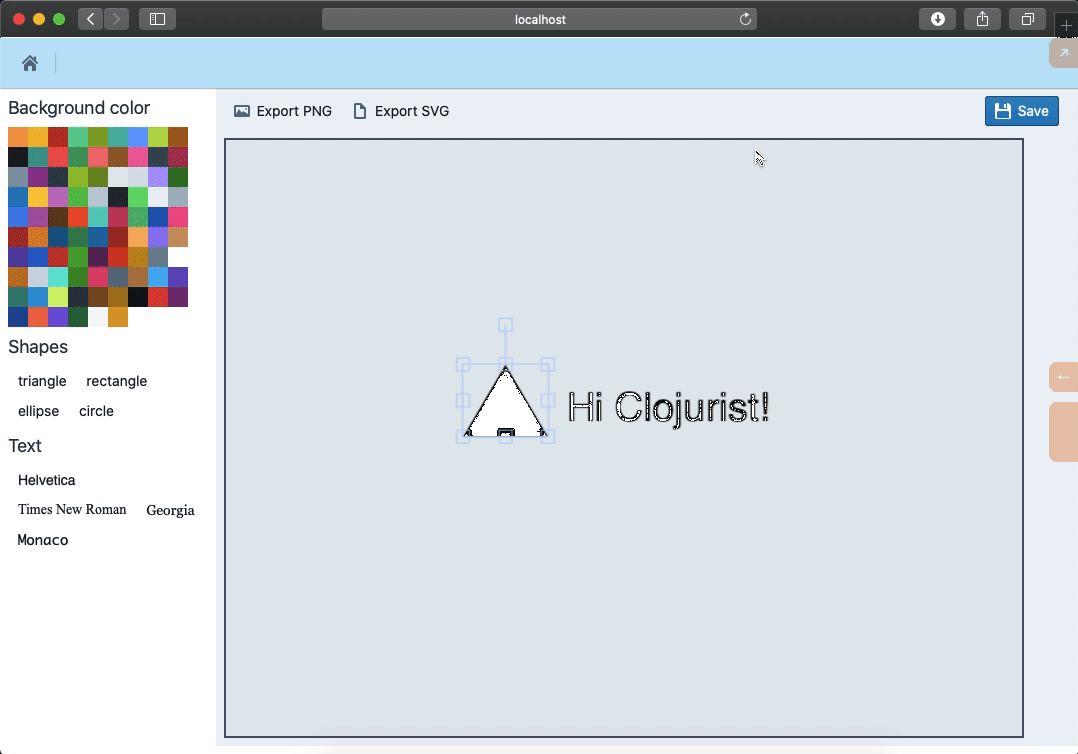 localhost
Background color
Export PNG
Export SVG
Save
Shapes
triangle rectangle
ellipse circle
Text
Helvetica
Times New Roman Georgia
Monaco
Hi Clojurist!